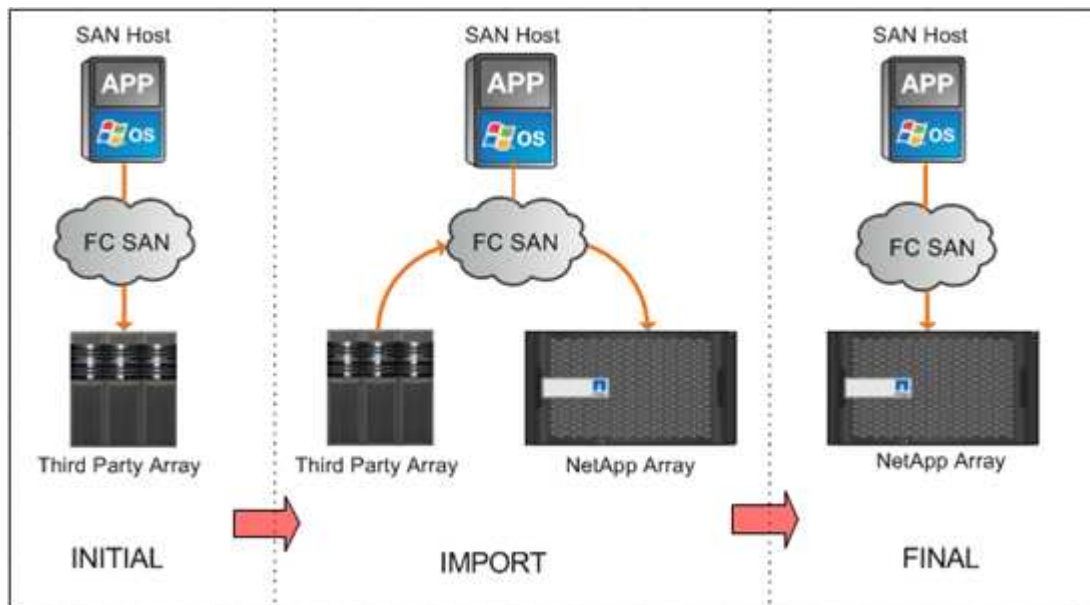 SAN Host
APP
OS
FC SAN
Third Party Array
INITIAL
SAN Host
APP
OS
FC SAN
Third Party Array
NetApp Array
IMPORT
SAN Host
APP
OS
FC SAN
NetApp Array
FINAL